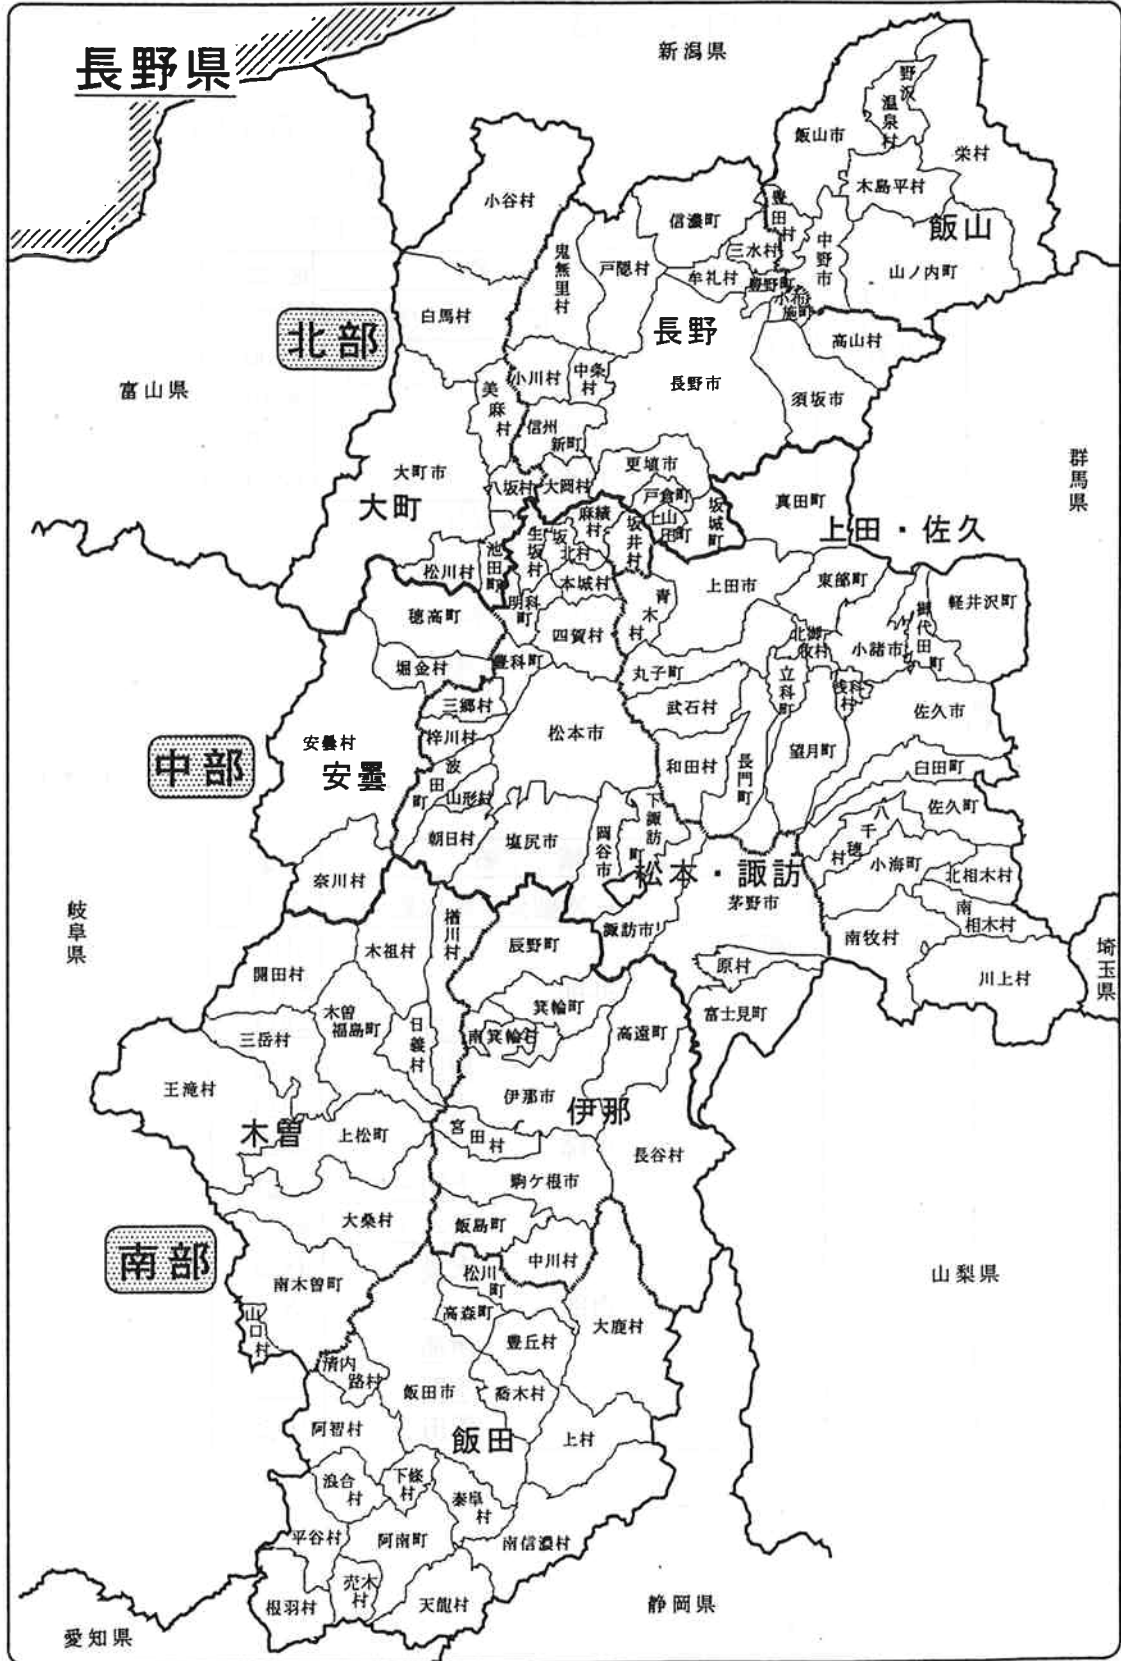 長野県
新潟県
富山県
群馬県
岐阜県
埼玉県
山梨県
静岡県
愛知県
北部
中部
南部
飯山
長野
大町
上田・佐久
安曇
松本・諏訪
木曽
伊那
飯田
野沢温泉村
飯山市
栄村
木島平村
豊田村
中野市
山ノ内町
小谷村
信濃町
三水村
牟礼村
豊野町
小布施町
鬼無里村
戸隠村
白馬村
高山村
須坂市
長野市
小川村
中条村
美麻村
信州新町
大町市
八坂村
大岡村
更埴市
戸倉町
上山田町
坂城町
真田町
麻績村
坂井村
坂北村
生坂村
本城村
池田町
松川村
明科町
四賀村
穂高町
豊科町
堀金村
三郷村
梓川村
安曇村
波田町
山形村
朝日村
奈川村
松本市
塩尻市
岡谷市
下諏訪町
諏訪市
茅野市
原村
富士見町
青木村
上田市
東部町
軽井沢町
御代田町
小諸市
北御牧村
丸子町
武石村
和田村
長門町
立科町
望月町
浅科村
佐久市
臼田町
佐久町
八千穂村
小海町
北相木村
南相木村
南牧村
川上村
楢川村
木祖村
開田村
木曽福島町
日義村
三岳村
王滝村
上松町
大桑村
南木曽町
山口村
辰野町
箕輪町
南箕輪村
高遠町
伊那市
宮田村
長谷村
駒ケ根市
飯島町
中川村
松川町
高森町
豊丘村
大鹿村
清内路村
飯田市
喬木村
上村
阿智村
浪合村
下條村
泰阜村
平谷村
阿南町
南信濃村
根羽村
売木村
天龍村